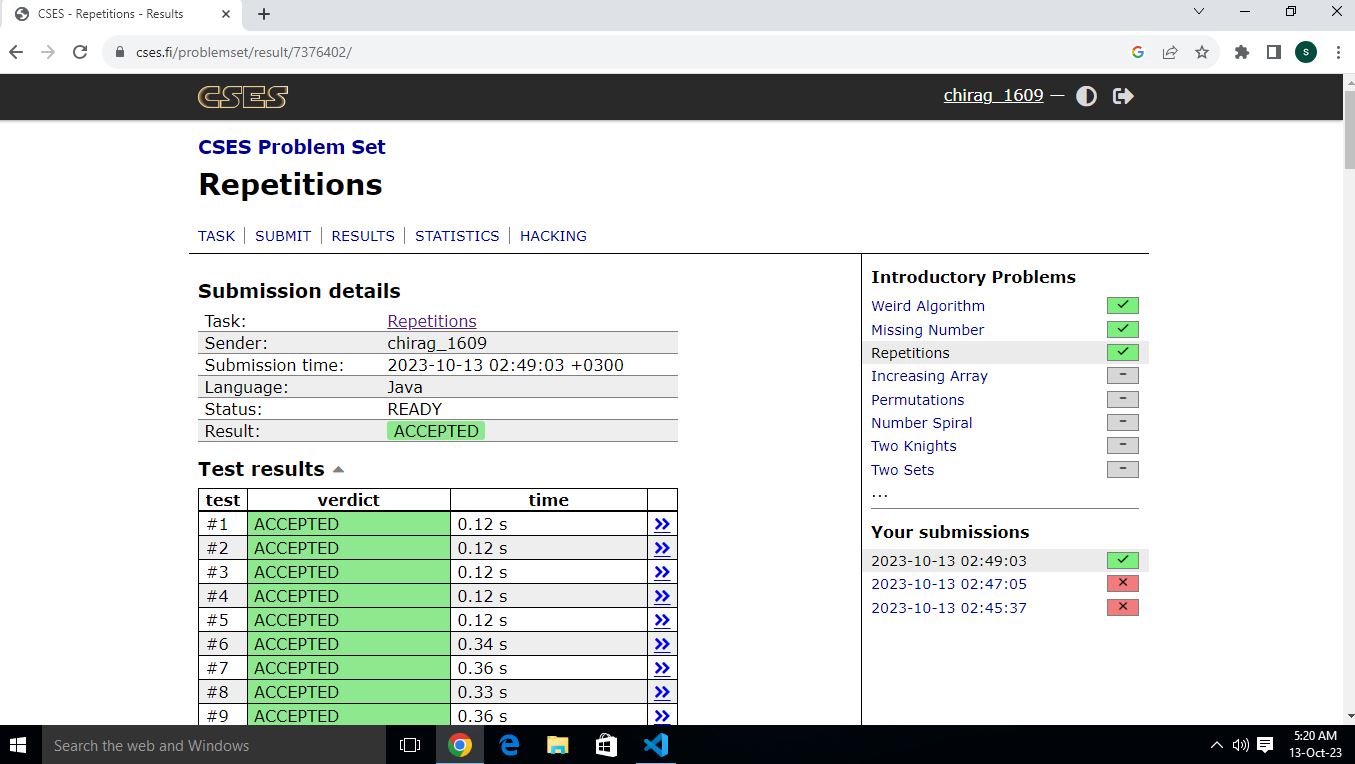 CSES - Repetitions - Results
cses.fi/problemset/result/7376402/
S
CSES
chirag_1609 —
CSES Problem Set
Repetitions
TASK | SUBMIT | RESULTS | STATISTICS | HACKING
Submission details
Task: Repetitions
Sender: chirag_1609
Submission time: 2023-10-13 02:49:03 +0300
Language: Java
Status: READY
Result: ACCEPTED
Test results
test verdict time
#1 ACCEPTED 0.12 s >>
#2 ACCEPTED 0.12 s >>
#3 ACCEPTED 0.12 s >>
#4 ACCEPTED 0.12 s >>
#5 ACCEPTED 0.12 s >>
#6 ACCEPTED 0.34 s >>
#7 ACCEPTED 0.36 s >>
#8 ACCEPTED 0.33 s >>
#9 ACCEPTED 0.36 s >>
Introductory Problems
Weird Algorithm
Missing Number
Repetitions
Increasing Array -
Permutations -
Number Spiral -
Two Knights -
Two Sets -
...
Your submissions
2023-10-13 02:49:03
2023-10-13 02:47:05
2023-10-13 02:45:37
Search the web and Windows
5:20 AM
13-Oct-23